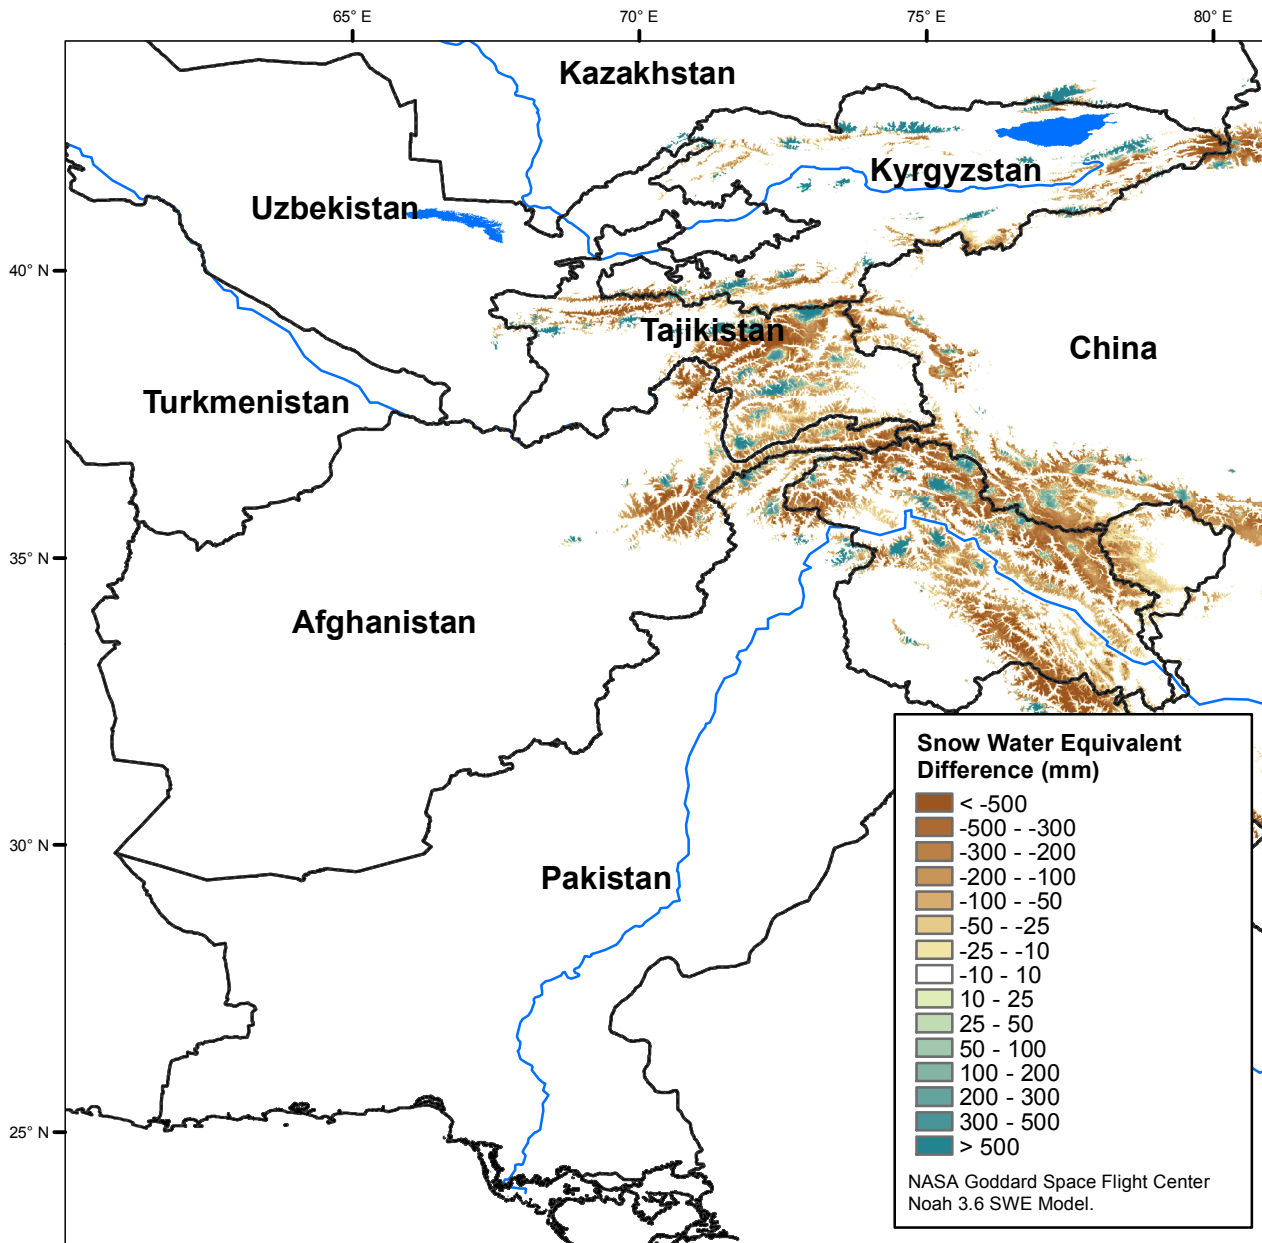 65° E
70° E
75° E
80° E
Kazakhstan
Kyrgyzstan
Uzbekistan
40° N
Tajikistan
China
Turkmenistan
35° N
Afghanistan
30° N
Pakistan
25° N
Snow Water Equivalent
Difference (mm)
< -500
-500 - -300
-300 - -200
-200 - -100
-100 - -50
-50 - -25
-25 - -10
-10 - 10
10 - 25
25 - 50
50 - 100
100 - 200
200 - 300
300 - 500
> 500
NASA Goddard Space Flight Center
Noah 3.6 SWE Model.